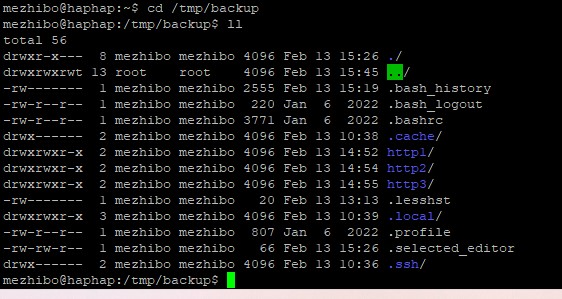 mezhibo@haphap:~$ cd /tmp/backup
mezhibo@haphap:/tmp/backup$ ll
total 56
drwxr-x--- 8 mezhibo mezhibo 4096 Feb 13 15:26 ./
drwxrwxrwt 13 root root 4096 Feb 13 15:45 ../
-rw------- 1 mezhibo mezhibo 2555 Feb 13 15:19 .bash_history
-rw-r--r-- 1 mezhibo mezhibo 220 Jan 6 2022 .bash_logout
-rw-r--r-- 1 mezhibo mezhibo 3771 Jan 6 2022 .bashrc
drwx------ 2 mezhibo mezhibo 4096 Feb 13 10:38 .cache/
drwxrwxr-x 2 mezhibo mezhibo 4096 Feb 13 14:52 http1/
drwxrwxr-x 2 mezhibo mezhibo 4096 Feb 13 14:54 http2/
drwxrwxr-x 2 mezhibo mezhibo 4096 Feb 13 14:55 http3/
-rw------- 1 mezhibo mezhibo 20 Feb 13 13:13 .lesshst
drwxrwxr-x 3 mezhibo mezhibo 4096 Feb 13 10:39 .local/
-rw-r--r-- 1 mezhibo mezhibo 807 Jan 6 2022 .profile
-rw-rw-r-- 1 mezhibo mezhibo 66 Feb 13 15:26 .selected_editor
drwx------ 2 mezhibo mezhibo 4096 Feb 13 10:36 .ssh/
mezhibo@haphap:/tmp/backup$